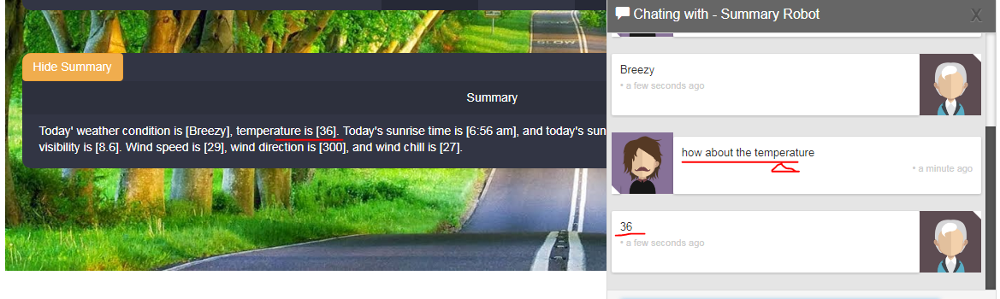 Hide Summary
Summary
Today' weather condition is [Breezy], temperature is [36]. Today's sunrise time is [6:56 am], and today's sun
visibility is [8.6]. Wind speed is [29], wind direction is [300], and wind chill is [27].
SLOW
Chating with - Summary Robot
X
Breezy
• a few seconds ago
how about the temperature
• a minute ago
36
• a few seconds ago